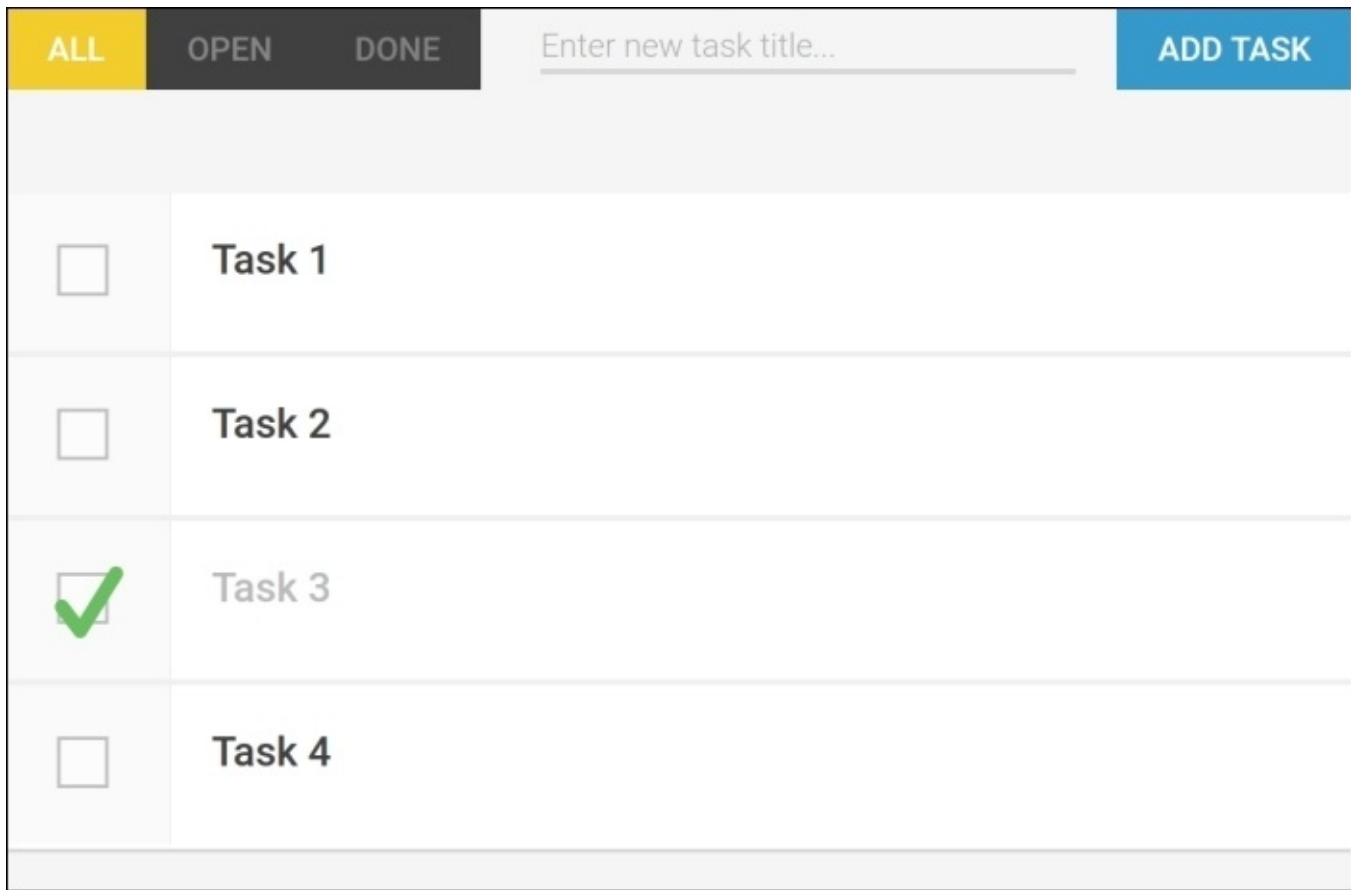 ALL OPEN DONE Enter new task title... ADD TASK
Task 1
Task 2
Task 3
Task 4